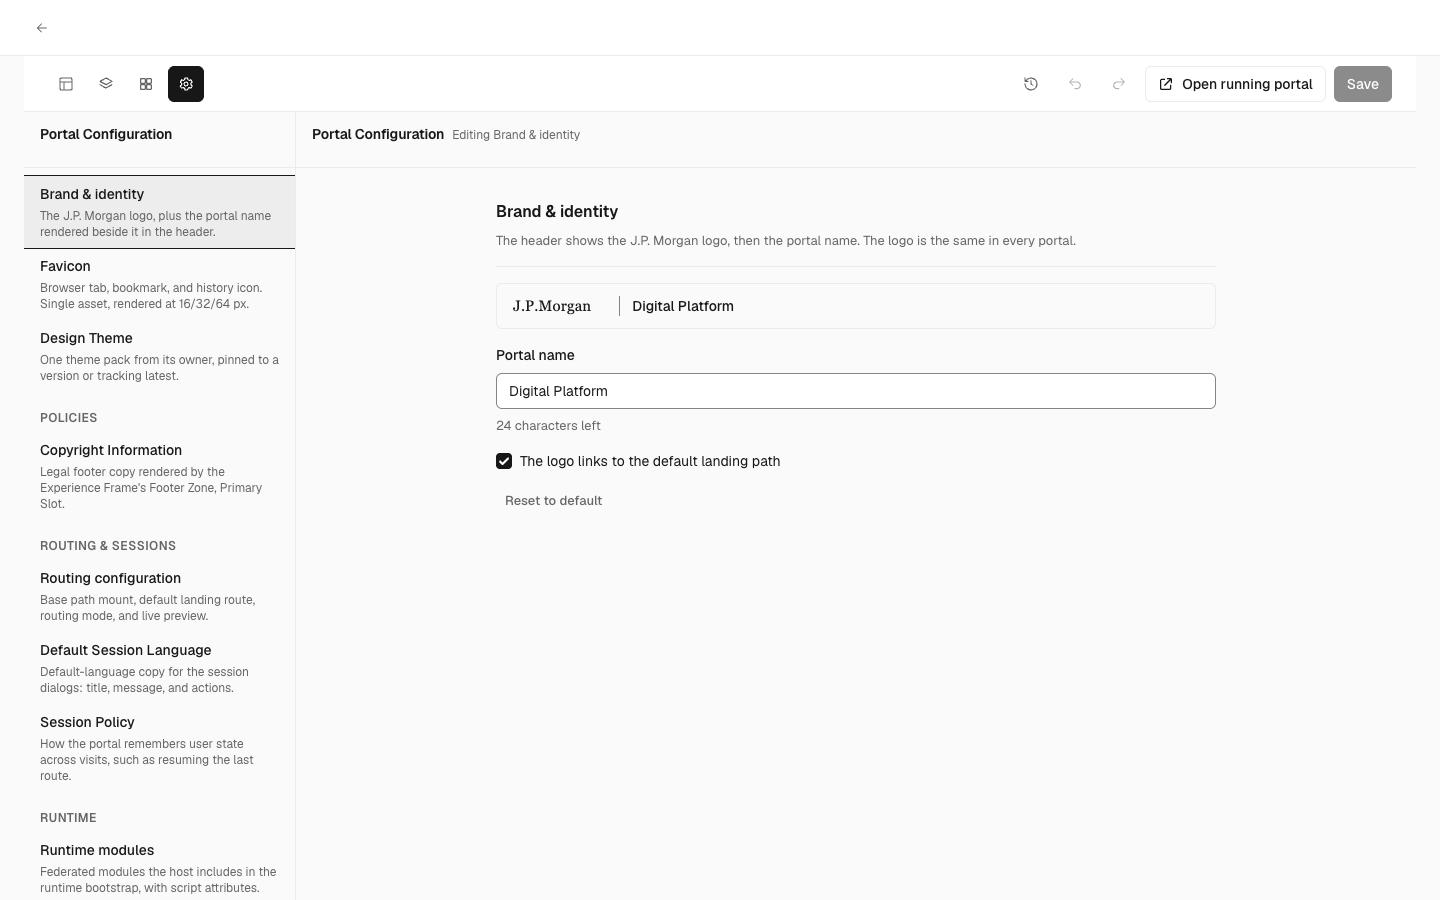 Open running portal
Save
Portal Configuration
Portal Configuration
Editing Brand & identity
Brand & identity
The J.P. Morgan logo, plus the portal name
rendered beside it in the header.
Favicon
Browser tab, bookmark, and history icon.
Single asset, rendered at 16/32/64 px.
Design Theme
One theme pack from its owner, pinned to a
version or tracking latest.
POLICIES
Copyright Information
Legal footer copy rendered by the
Experience Frame's Footer Zone, Primary
Slot.
ROUTING & SESSIONS
Routing configuration
Base path mount, default landing route,
routing mode, and live preview.
Default Session Language
Default-language copy for the session
dialogs: title, message, and actions.
Session Policy
How the portal remembers user state
across visits, such as resuming the last
route.
RUNTIME
Runtime modules
Federated modules the host includes in the
runtime bootstrap, with script attributes.
Brand & identity
The header shows the J.P. Morgan logo, then the portal name. The logo is the same in every portal.
J.P.Morgan
Digital Platform
Portal name
Digital Platform
24 characters left
The logo links to the default landing path
Reset to default